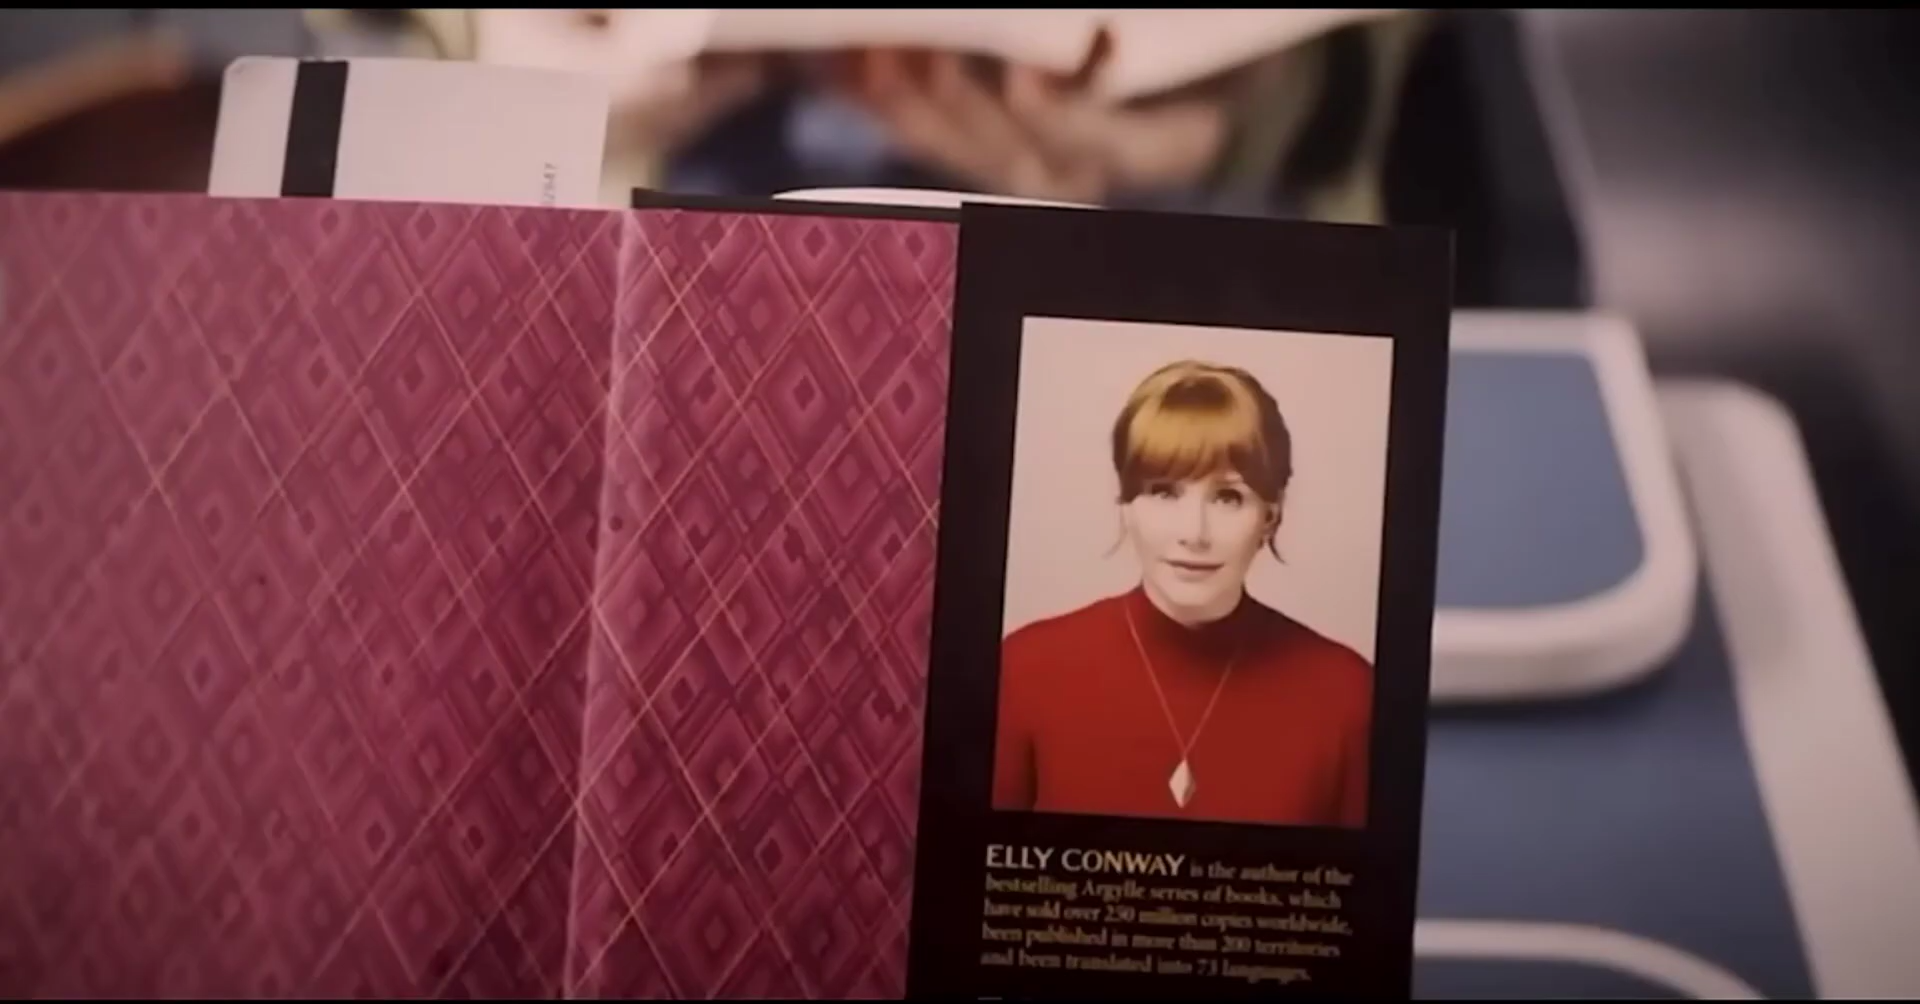 ELLY CONWAY is the author of the
bestselling Argylle series of books, which
have sold over 250 million copies worldwide,
been published in more than 200 territories
and been translated into 73 languages.